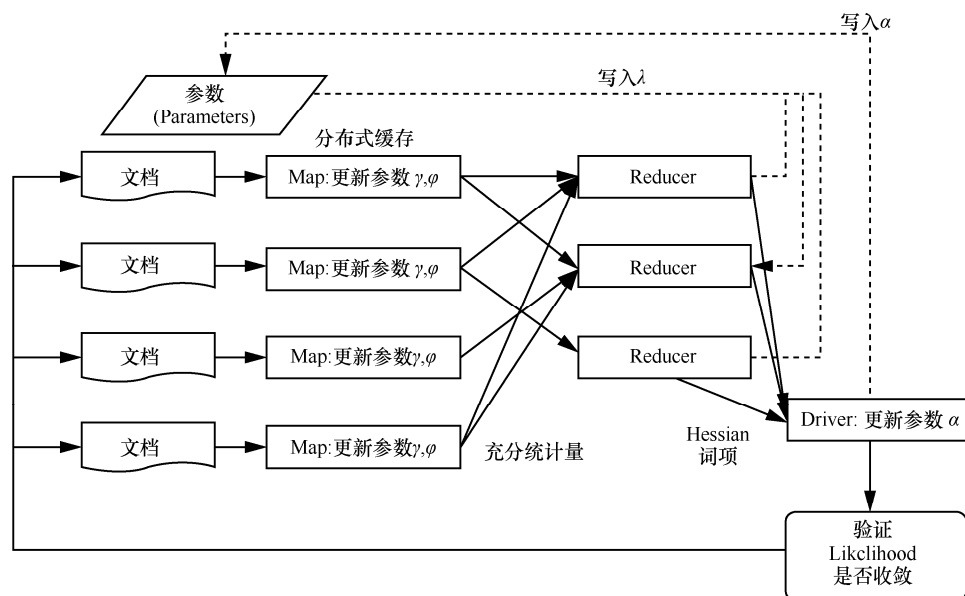 写入α
写入λ
参数
(Parameters)
分布式缓存
文档
Map:更新参数 γ,φ
Reducer
文档
Map:更新参数 γ,φ
Reducer
文档
Map:更新参数γ,φ
Reducer
文档
Map:更新参数γ,φ
充分统计量
Hessian
词项
Driver: 更新参数 α
验证
Likclihood
是否收敛